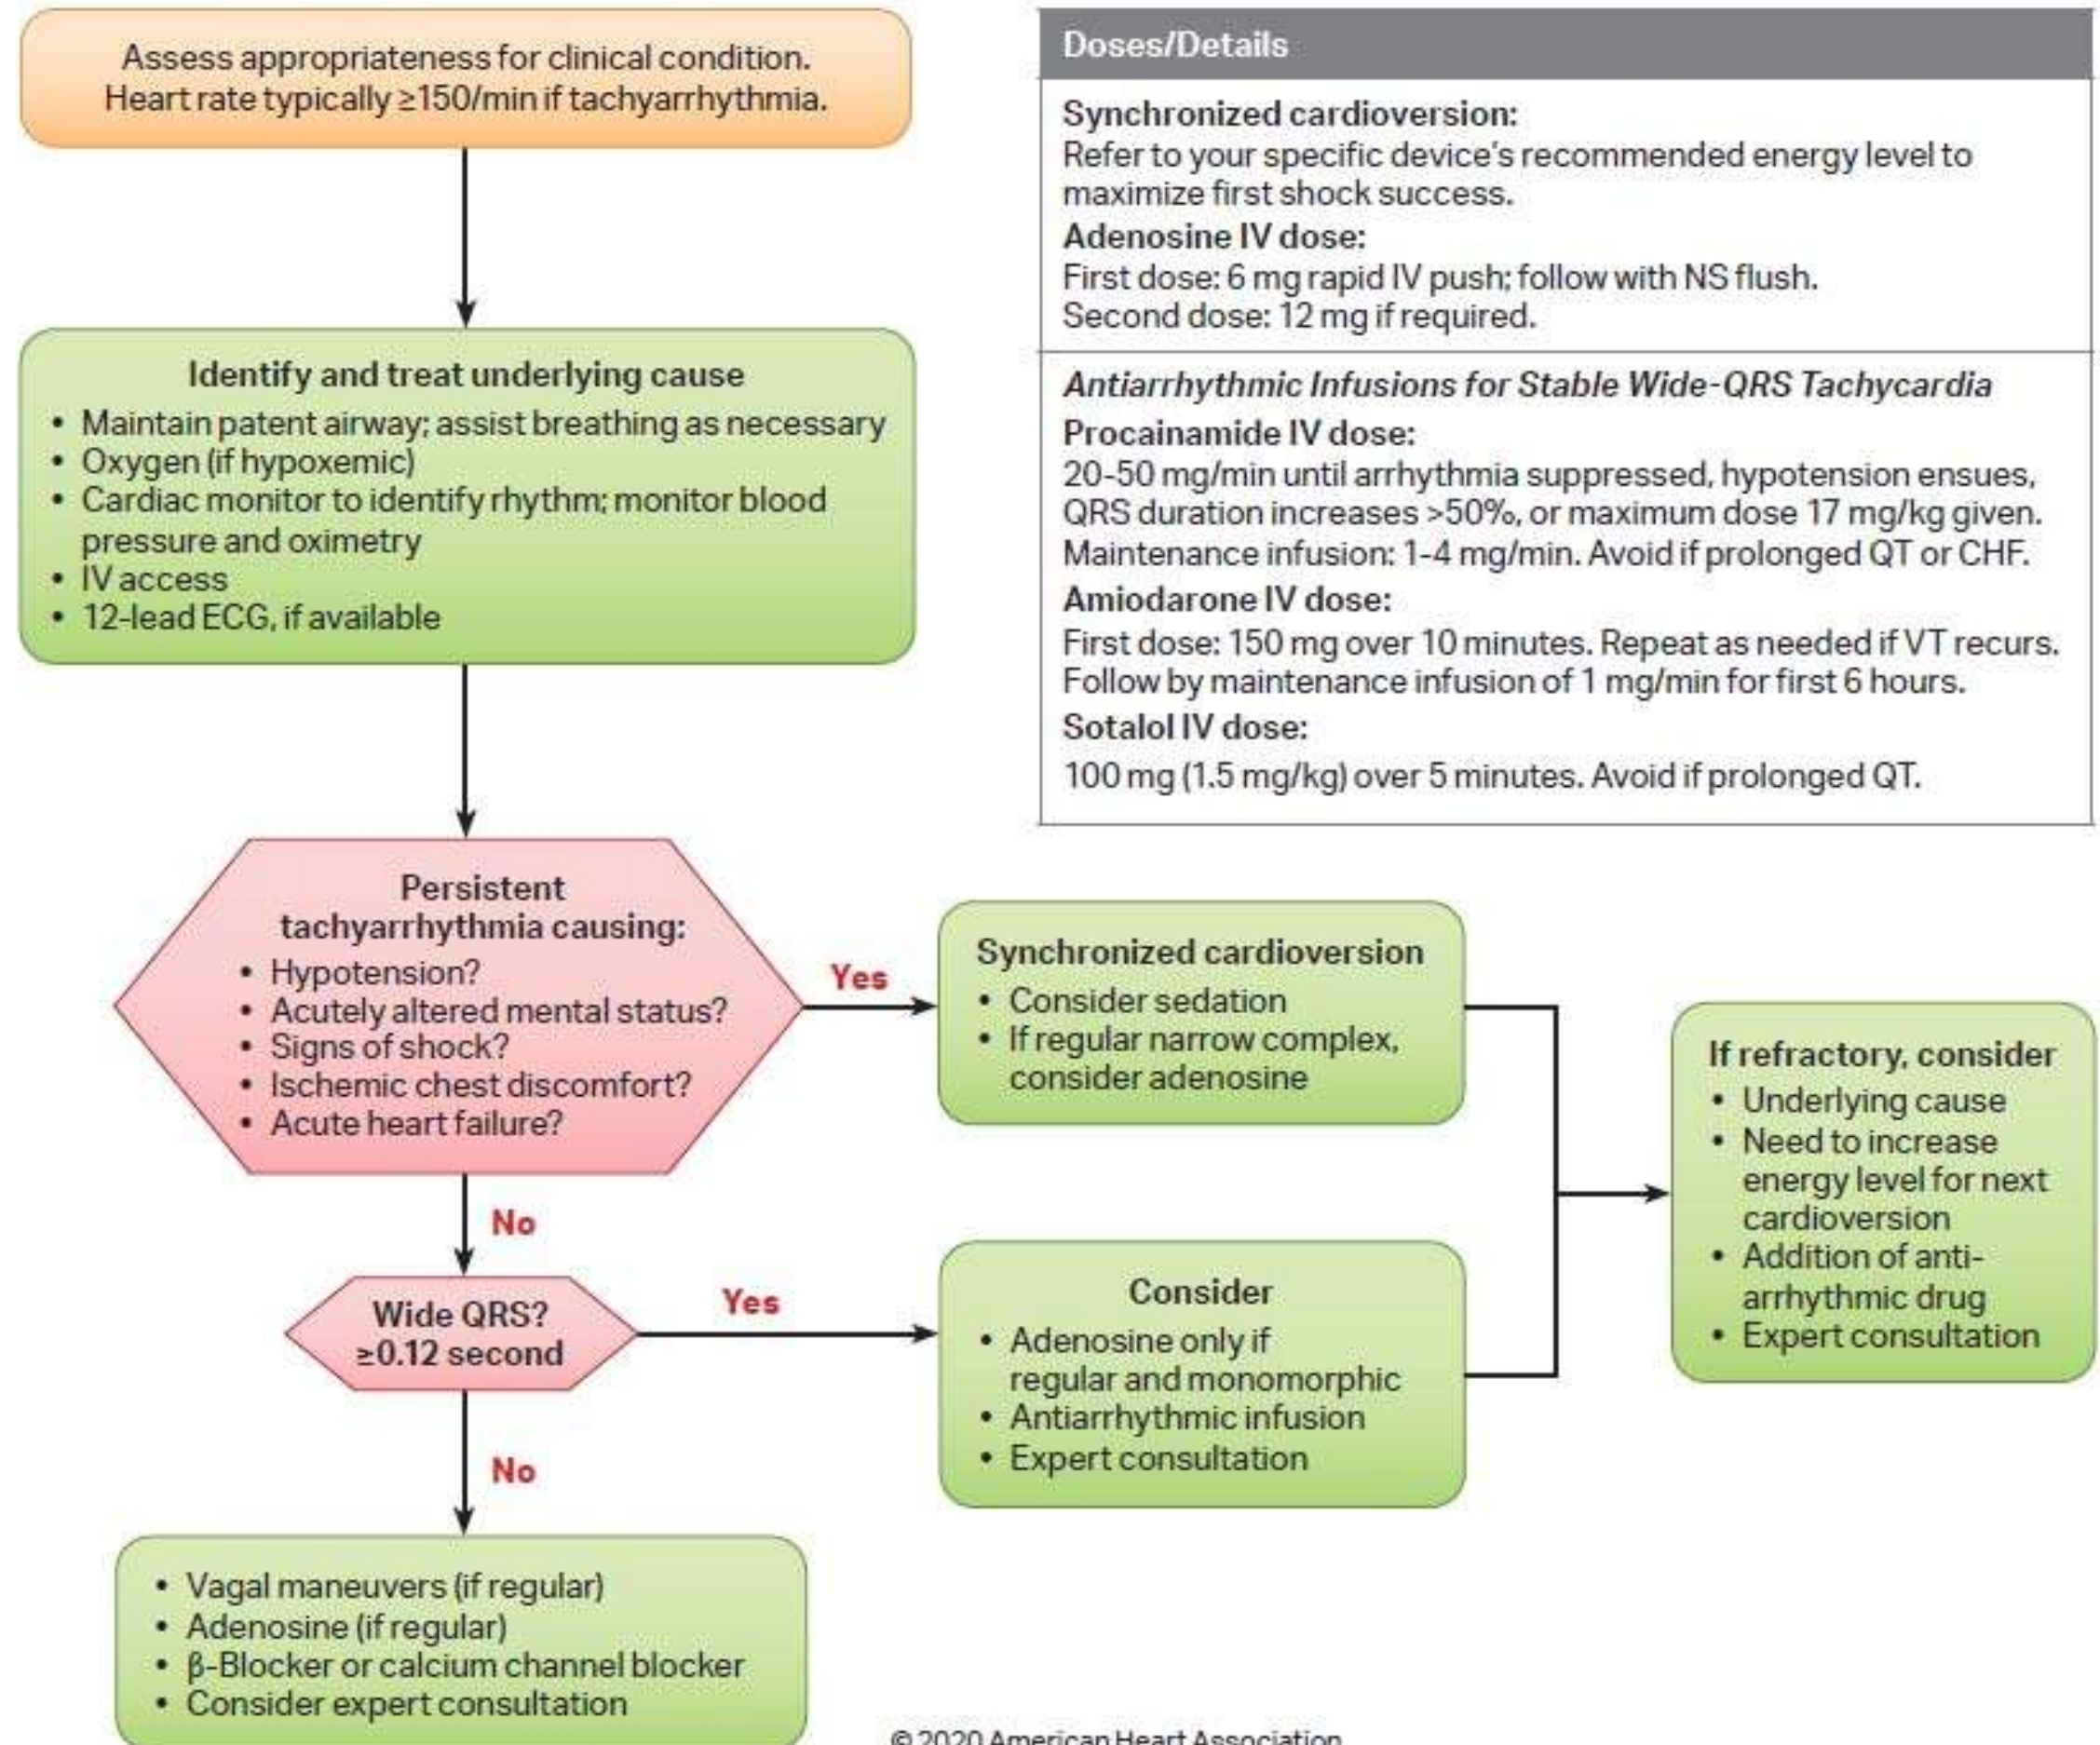 Assess appropriateness for clinical condition.
Heart rate typically ≥150/min if tachyarrhythmia.
Identify and treat underlying cause
• Maintain patent airway; assist breathing as necessary
• Oxygen (if hypoxemic)
• Cardiac monitor to identify rhythm; monitor blood
pressure and oximetry
• IV access
• 12-lead ECG, if available
Persistent
tachyarrhythmia causing:
• Hypotension?
• Acutely altered mental status?
• Signs of shock?
• Ischemic chest discomfort?
• Acute heart failure?
Yes
Synchronized cardioversion
• Consider sedation
• If regular narrow complex,
consider adenosine
If refractory, consider
• Underlying cause
• Need to increase
energy level for next
cardioversion
• Addition of anti-
arrhythmic drug
• Expert consultation
No
Wide QRS?
≥0.12 second
Yes
Consider
• Adenosine only if
regular and monomorphic
• Antiarrhythmic infusion
• Expert consultation
No
• Vagal maneuvers (if regular)
• Adenosine (if regular)
• β-Blocker or calcium channel blocker
• Consider expert consultation
Doses/Details
Synchronized cardioversion:
Refer to your specific device's recommended energy level to
maximize first shock success.
Adenosine IV dose:
First dose: 6 mg rapid IV push; follow with NS flush.
Second dose: 12 mg if required.
Antiarrhythmic Infusions for Stable Wide-QRS Tachycardia
Procainamide IV dose:
20-50 mg/min until arrhythmia suppressed, hypotension ensues,
QRS duration increases >50%, or maximum dose 17 mg/kg given.
Maintenance infusion: 1-4 mg/min. Avoid if prolonged QT or CHF.
Amiodarone IV dose:
First dose: 150 mg over 10 minutes. Repeat as needed if VT recurs.
Follow by maintenance infusion of 1 mg/min for first 6 hours.
Sotalol IV dose:
100 mg (1.5 mg/kg) over 5 minutes. Avoid if prolonged QT.
© 2020 American Heart Association